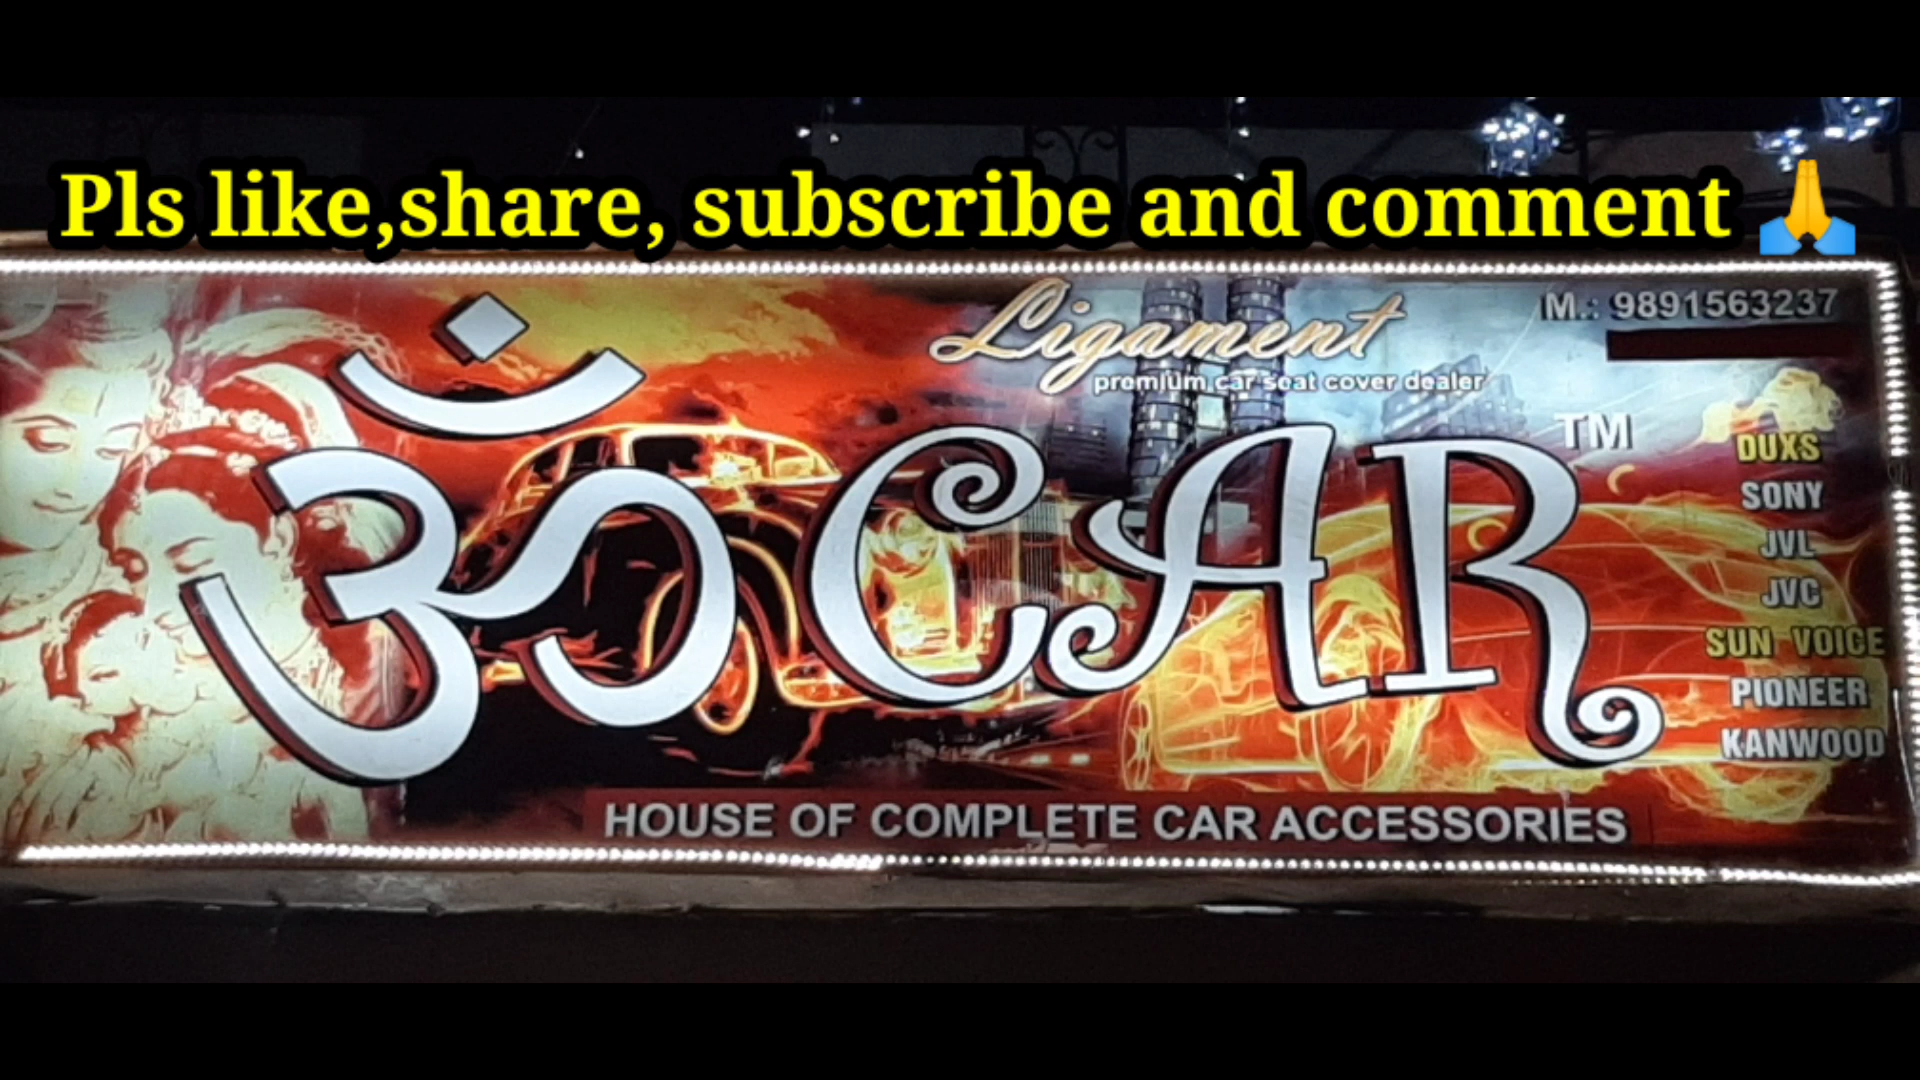 Pls like,share, subscribe and comment 🙏
Ligament
premium car seat cover dealer
M.: 9891563237
ॐ CAR TM
DUXS
SONY
JVL
JVC
SUN VOICE
PIONEER
KANWOOD
HOUSE OF COMPLETE CAR ACCESSORIES